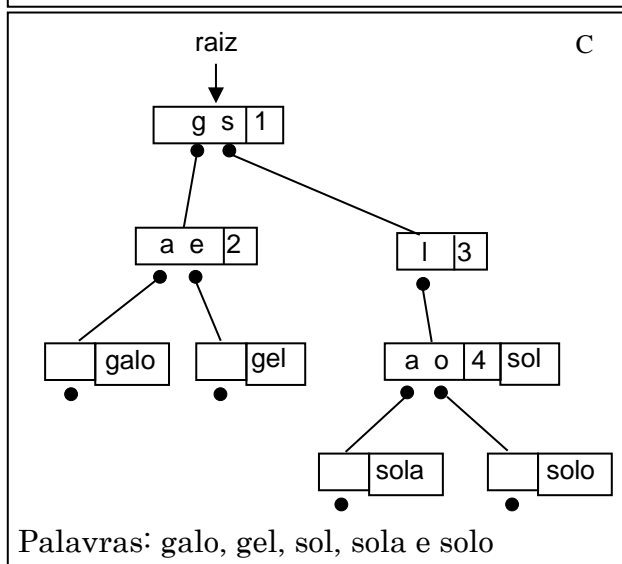 raiz C
g s 1
a e 2
l 3
galo gel a o 4 sol
sola solo
Palavras: galo, gel, sol, sola e solo